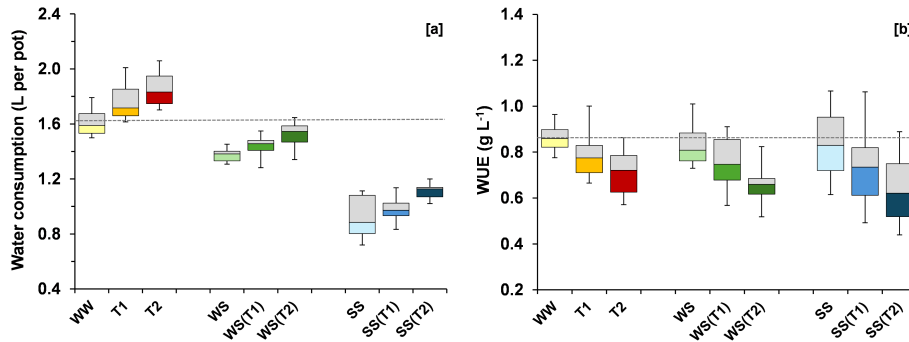 [a]
Water consumption (L per pot)
2.4
2.0
1.6
1.2
0.8
0.4
WW
T1
T2
WS
WS(T1)
WS(T2)
SS
SS(T1)
SS(T2)
[b]
WUE (g L⁻¹)
1.4
1.2
1.0
0.8
0.6
0.4
0.2
WW
T1
T2
WS
WS(T1)
WS(T2)
SS
SS(T1)
SS(T2)